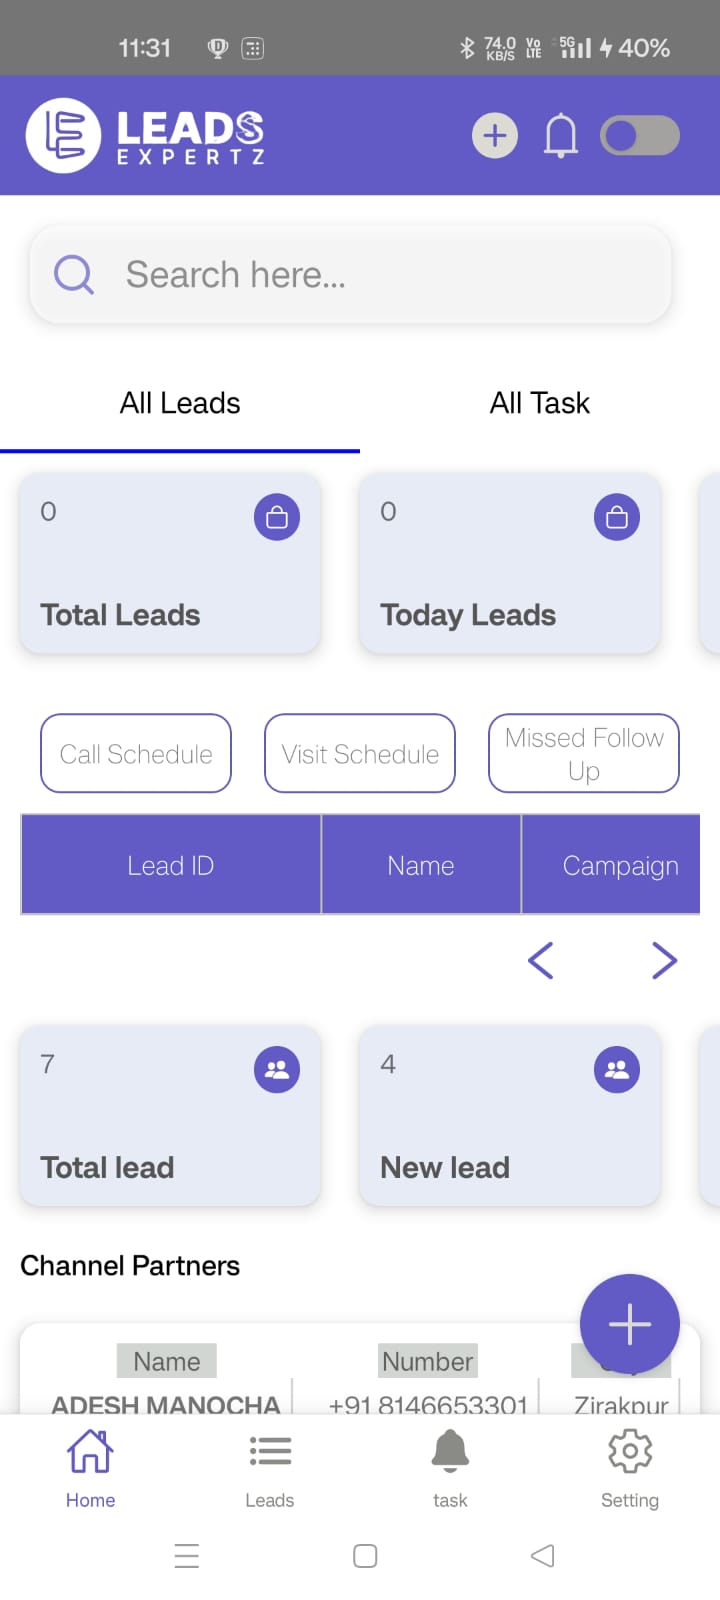 11:31
74.0 KB/S
Vo LTE
5G
40%
LEADS
EXPERTZ
Search here...
All Leads
All Task
0
0
Total Leads
Today Leads
Call Schedule
Visit Schedule
Missed Follow
Up
Lead ID
Name
Campaign
7
4
Total lead
New lead
Channel Partners
Name
Number
ADESH MANOCHA
+91 8146653301
Zirakpur
Home
Leads
task
Setting